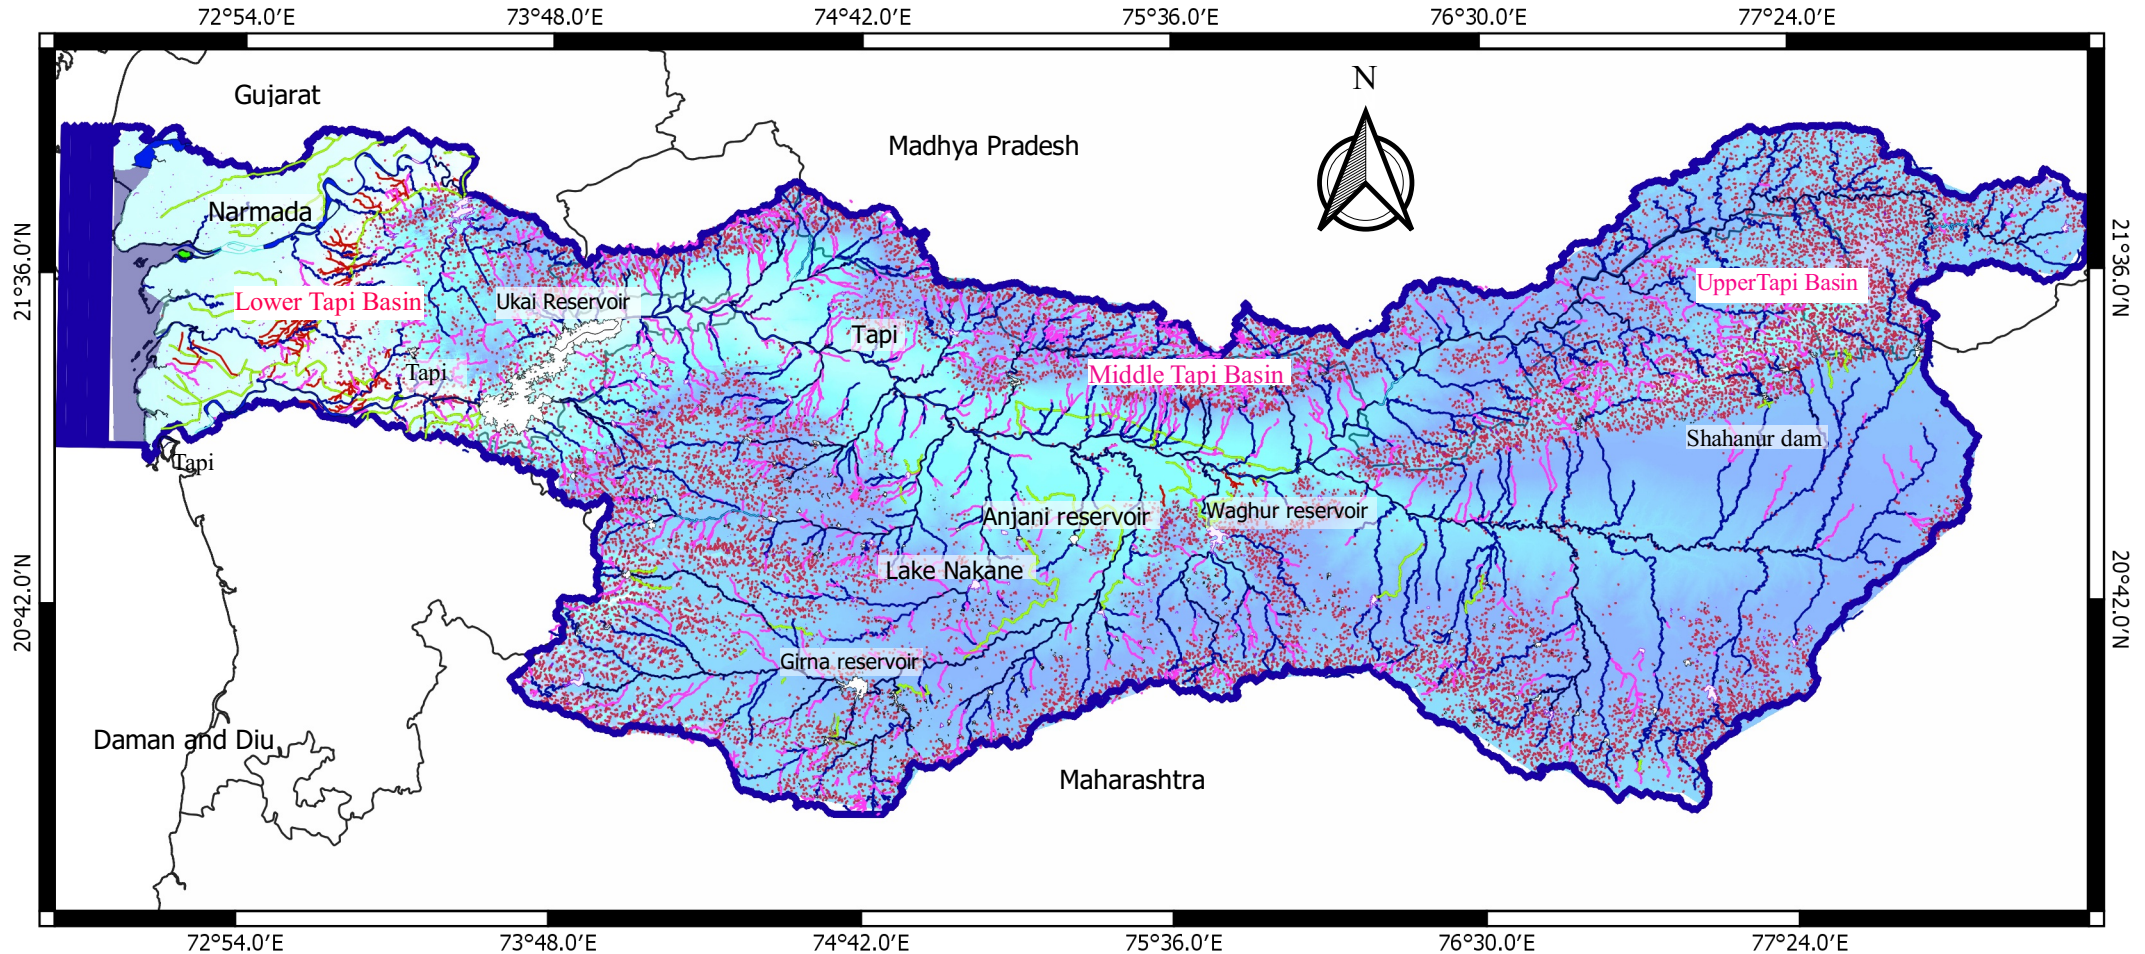 72°54.0'E 73°48.0'E 74°42.0'E 75°36.0'E 76°30.0'E 77°24.0'E
N
Gujarat
Madhya Pradesh
Narmada
21°36.0'N
21°36.0'N
UpperTapi Basin
Lower Tapi Basin
Ukai Reservoir
Tapi
Tapi
Middle Tapi Basin
Shahanur dam
Tapi
Anjani reservoir
Waghur reservoir
Lake Nakane
20°42.0'N
20°42.0'N
Girna reservoir
Daman and Diu
Maharashtra
72°54.0'E 73°48.0'E 74°42.0'E 75°36.0'E 76°30.0'E 77°24.0'E